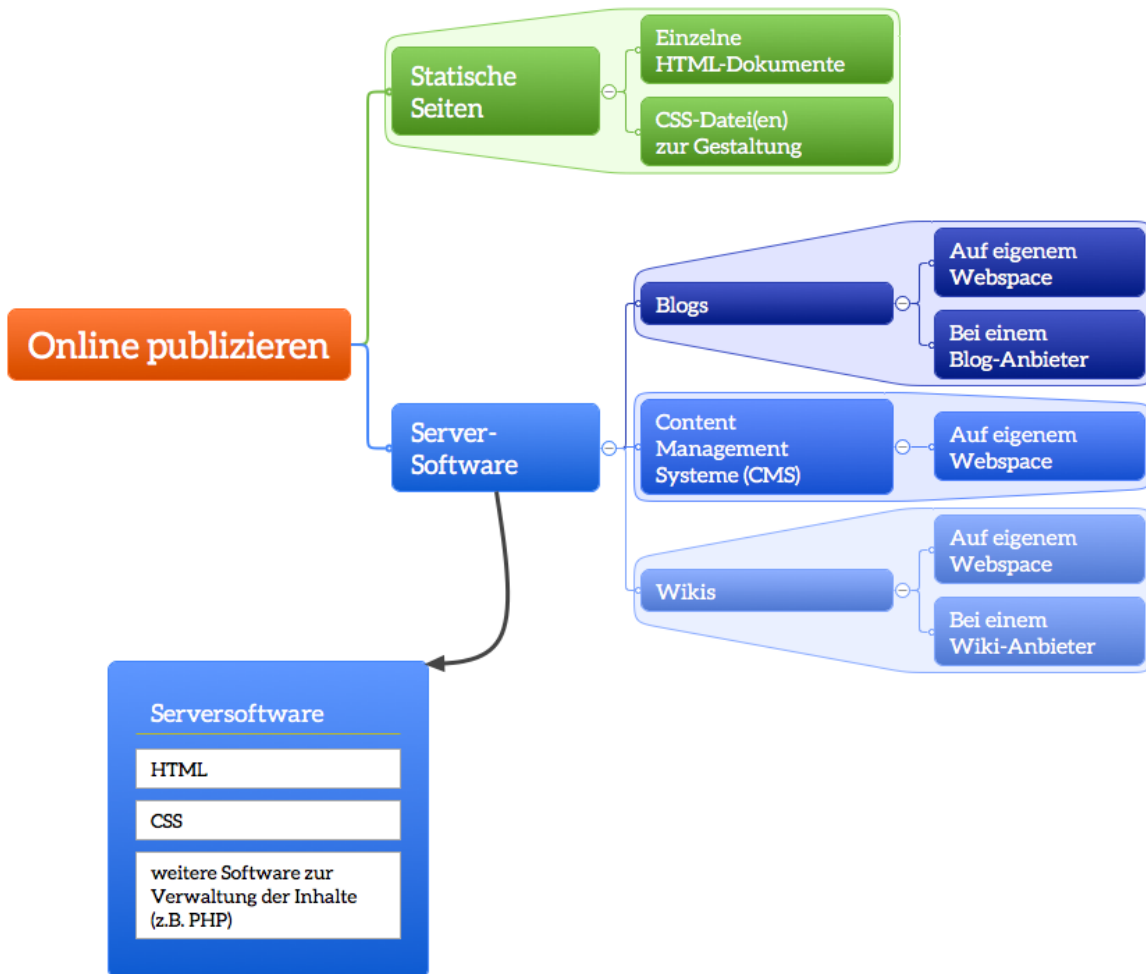 Online publizieren
Statische
Seiten
Einzelne
HTML-Dokumente
CSS-Datei(en)
zur Gestaltung
Server-
Software
Blogs
Auf eigenem
Webspace
Bei einem
Blog-Anbieter
Content
Management
Systeme (CMS)
Auf eigenem
Webspace
Wikis
Auf eigenem
Webspace
Bei einem
Wiki-Anbieter
Serversoftware
HTML
CSS
weitere Software zur
Verwaltung der Inhalte
(z.B. PHP)